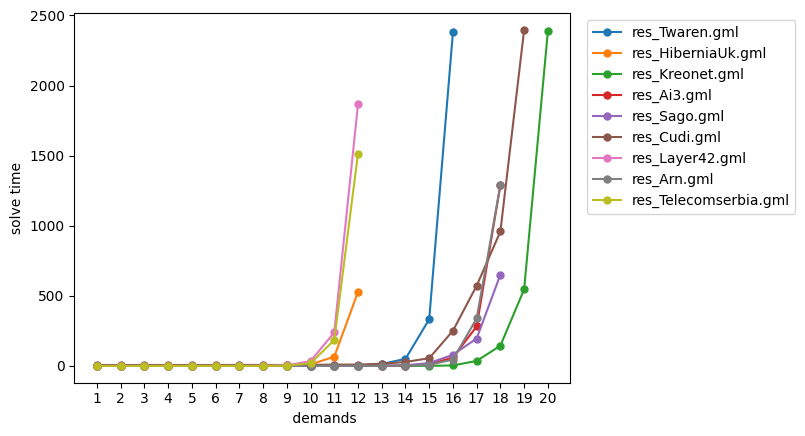 2500
2000
1500
1000
500
0
solve time
1 2 3 4 5 6 7 8 9 10 11 12 13 14 15 16 17 18 19 20
demands
res_Twaren.gml
res_HiberniaUk.gml
res_Kreonet.gml
res_Ai3.gml
res_Sago.gml
res_Cudi.gml
res_Layer42.gml
res_Arn.gml
res_Telecomserbia.gml